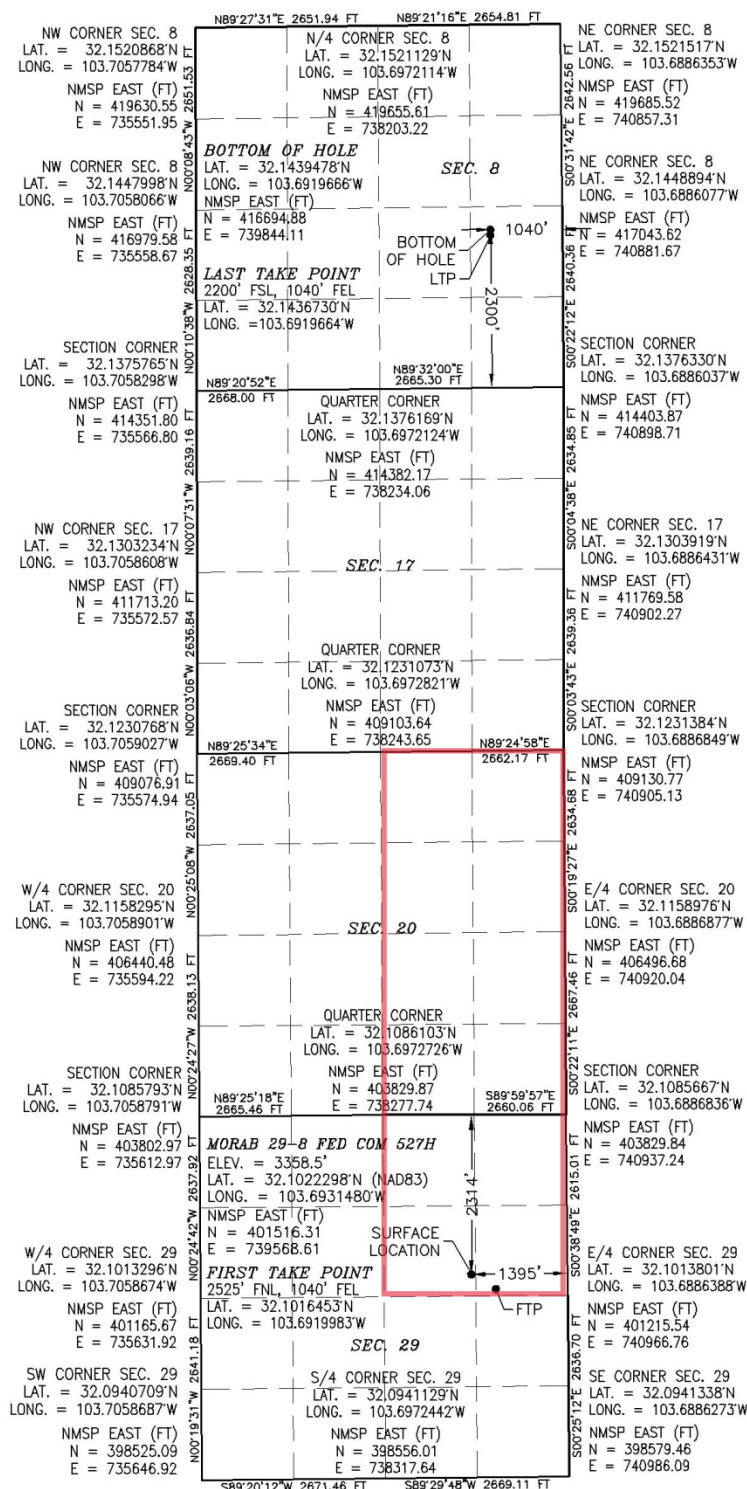 N89°27'31"E 2651.94 FT
N89°21'16"E 2654.81 FT
NW CORNER SEC. 8
LAT. = 32.1520868'N
LONG. = 103.7057784'W
NMSP EAST (FT)
N = 419630.55
E = 735551.95
N/4 CORNER SEC. 8
LAT. = 32.1521129'N
LONG. = 103.6972114'W
NMSP EAST (FT)
N = 419655.61
E = 738203.22
NE CORNER SEC. 8
LAT. = 32.1521517'N
LONG. = 103.6886353'W
NMSP EAST (FT)
N = 419685.52
E = 740857.31
N00°08'43"W 2651.53 FT
S00°31'42"E 2642.56 FT
NW CORNER SEC. 8
LAT. = 32.1447998'N
LONG. = 103.7058066'W
NMSP EAST (FT)
N = 416979.58
E = 735558.67
BOTTOM OF HOLE
LAT. = 32.1439478'N
LONG. = 103.6919666'W
NMSP EAST (FT)
N = 416694.88
E = 739844.11
SEC. 8
NE CORNER SEC. 8
LAT. = 32.1448894'N
LONG. = 103.6886077'W
NMSP EAST (FT)
N = 417043.62
E = 740881.67
1040'
BOTTOM
OF HOLE
LTP
2300'
LAST TAKE POINT
2200' FSL, 1040' FEL
LAT. = 32.1436730'N
LONG. =103.6919664'W
N00°10'38"W 2628.35 FT
S00°22'12"E 2640.36 FT
SECTION CORNER
LAT. = 32.1375765'N
LONG. = 103.7058298'W
NMSP EAST (FT)
N = 414351.80
E = 735566.80
N89°20'52"E
2668.00 FT
N89°32'00"E
2665.30 FT
QUARTER CORNER
LAT. = 32.1376169'N
LONG. = 103.6972124'W
NMSP EAST (FT)
N = 414382.17
E = 738234.06
SECTION CORNER
LAT. = 32.1376330'N
LONG. = 103.6886037'W
NMSP EAST (FT)
N = 414403.87
E = 740898.71
N00°07'31"W 2639.16 FT
S00°04'38"E 2634.85 FT
NW CORNER SEC. 17
LAT. = 32.1303234'N
LONG. = 103.7058608'W
NMSP EAST (FT)
N = 411713.20
E = 735572.57
SEC. 17
NE CORNER SEC. 17
LAT. = 32.1303919'N
LONG. = 103.6886431'W
NMSP EAST (FT)
N = 411769.58
E = 740902.27
N00°03'06"W 2636.84 FT
S00°03'43"E 2639.36 FT
SECTION CORNER
LAT. = 32.1230768'N
LONG. = 103.7059027'W
NMSP EAST (FT)
N = 409076.91
E = 735574.94
QUARTER CORNER
LAT. = 32.1231073'N
LONG. = 103.6972821'W
NMSP EAST (FT)
N = 409103.64
E = 738243.65
N89°25'34"E
2669.40 FT
N89°24'58"E
2662.17 FT
SECTION CORNER
LAT. = 32.1231384'N
LONG. = 103.6886849'W
NMSP EAST (FT)
N = 409130.77
E = 740905.13
N00°25'08"W 2637.05 FT
S00°19'27"E 2634.68 FT
W/4 CORNER SEC. 20
LAT. = 32.1158295'N
LONG. = 103.7058901'W
NMSP EAST (FT)
N = 406440.48
E = 735594.22
SEC. 20
E/4 CORNER SEC. 20
LAT. = 32.1158976'N
LONG. = 103.6886877'W
NMSP EAST (FT)
N = 406496.68
E = 740920.04
N00°24'27"W 2638.13 FT
S00°22'11"E 2667.46 FT
SECTION CORNER
LAT. = 32.1085793'N
LONG. = 103.7058791'W
NMSP EAST (FT)
N = 403802.97
E = 735612.97
QUARTER CORNER
LAT. = 32.1086103'N
LONG. = 103.6972726'W
NMSP EAST (FT)
N = 403829.87
E = 738277.74
N89°25'18"E
2665.46 FT
S89°59'57"E
2660.06 FT
SECTION CORNER
LAT. = 32.1085667'N
LONG. = 103.6886836'W
NMSP EAST (FT)
N = 403829.84
E = 740937.24
N00°24'42"W 2637.92 FT
S00°38'49"E 2615.01 FT
MORAB 29-8 FED COM 527H
ELEV. = 3358.5'
LAT. = 32.1022298'N (NAD83)
LONG. = 103.6931480'W
NMSP EAST (FT)
N = 401516.31
E = 739568.61
2314'
SURFACE
LOCATION
1395'
FTP
FIRST TAKE POINT
2525' FNL, 1040' FEL
LAT. = 32.1016453'N
LONG. = 103.6919983'W
W/4 CORNER SEC. 29
LAT. = 32.1013296'N
LONG. = 103.7058674'W
NMSP EAST (FT)
N = 401165.67
E = 735631.92
E/4 CORNER SEC. 29
LAT. = 32.1013801'N
LONG. = 103.6886388'W
NMSP EAST (FT)
N = 401215.54
E = 740966.76
SEC. 29
N00°19'31"W 2641.18 FT
S00°25'12"E 2636.70 FT
SW CORNER SEC. 29
LAT. = 32.0940709'N
LONG. = 103.7058687'W
NMSP EAST (FT)
N = 398525.09
E = 735646.92
S/4 CORNER SEC. 29
LAT. = 32.0941129'N
LONG. = 103.6972442'W
NMSP EAST (FT)
N = 398556.01
E = 738317.64
SE CORNER SEC. 29
LAT. = 32.0941338'N
LONG. = 103.6886273'W
NMSP EAST (FT)
N = 398579.46
E = 740986.09
S89°20'12"W 2671.46 FT
S89°29'48"W 2669.11 FT